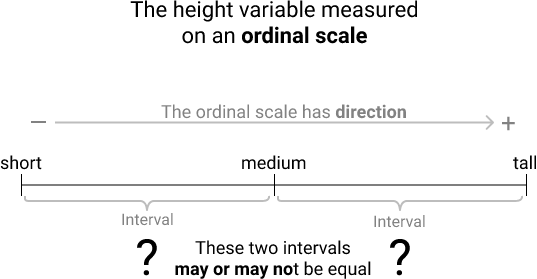 The height variable measured
on an ordinal scale
The ordinal scale has direction
− +
short medium tall
Interval Interval
? These two intervals ?
may or may not be equal